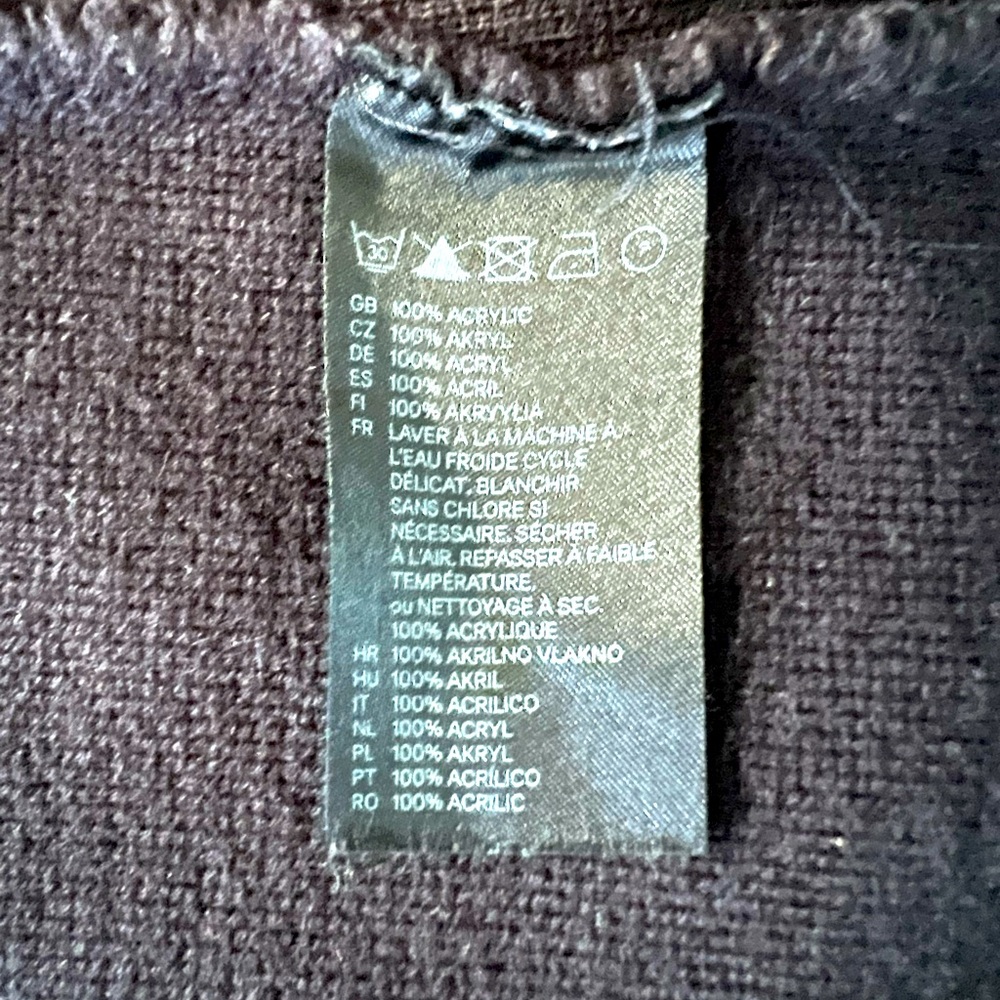 30 P
GB 100% ACRYLIC
CZ 100% AKRYL
DE 100% ACRYL
ES 100% ACRIL
FI 100% AKRYYLIA
FR LAVER À LA MACHINE À
L'EAU FROIDE CYCLE
DÉLICAT, BLANCHIR
SANS CHLORE SI
NÉCESSAIRE. SÉCHER
À L'AIR. REPASSER À FAIBLE
TEMPÉRATURE.
ou NETTOYAGE À SEC.
100% ACRYLIQUE
HR 100% AKRILNO VLAKNO
HU 100% AKRIL
IT 100% ACRILICO
NL 100% ACRYL
PL 100% AKRYL
PT 100% ACRÍLICO
RO 100% ACRILIC